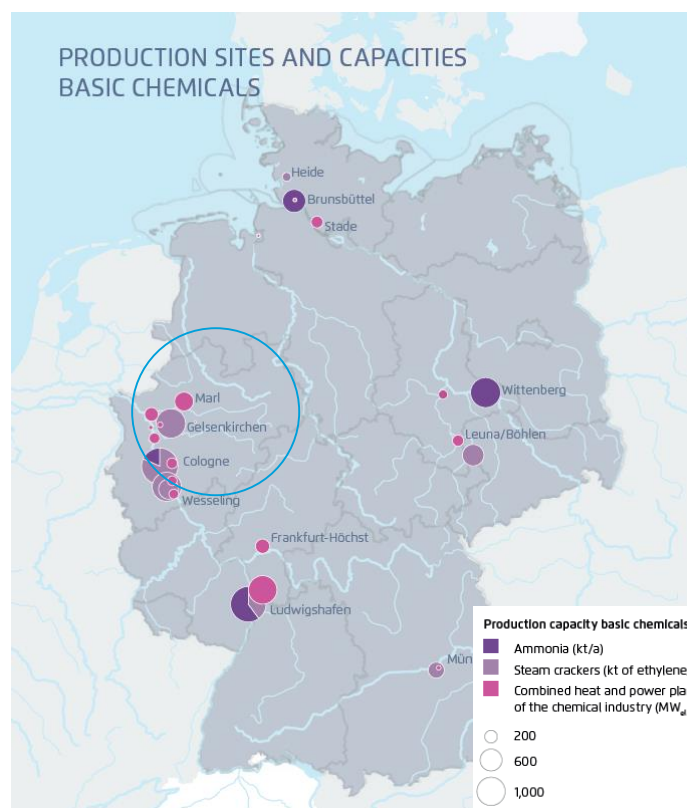 PRODUCTION SITES AND CAPACITIES
BASIC CHEMICALS
Heide
Brunsbüttel
Stade
Marl
Gelsenkirchen
Cologne
Wesseling
Wittenberg
Leuna/Böhlen
Frankfurt-Höchst
Ludwigshafen
Mün
Production capacity basic chemicals
Ammonia (kt/a)
Steam crackers (kt of ethylene
Combined heat and power pla
of the chemical industry (MWel
200
600
1,000